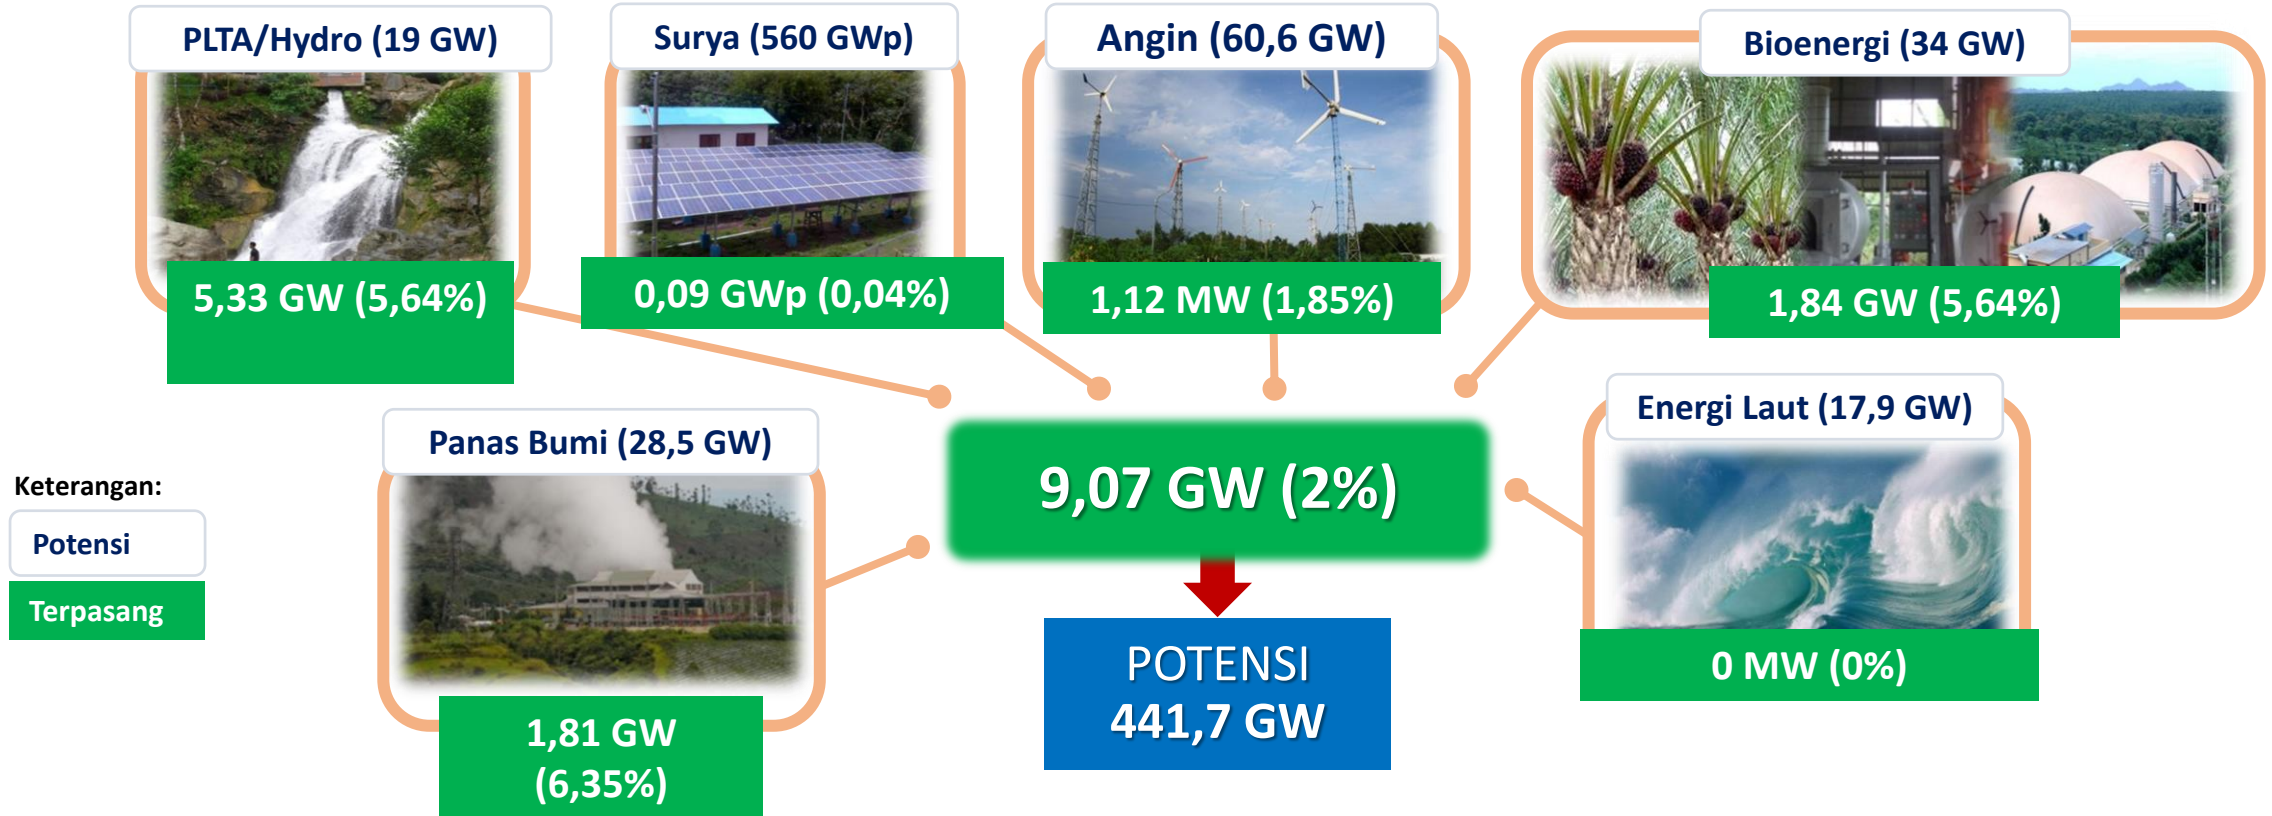 PLTA/Hydro (19 GW)
Surya (560 GWp)
Angin (60,6 GW)
Bioenergi (34 GW)
5,33 GW (5,64%)
0,09 GWp (0,04%)
1,12 MW (1,85%)
1,84 GW (5,64%)
Panas Bumi (28,5 GW)
Energi Laut (17,9 GW)
9,07 GW (2%)
Keterangan:
Potensi
Terpasang
POTENSI
441,7 GW
0 MW (0%)
1,81 GW
(6,35%)